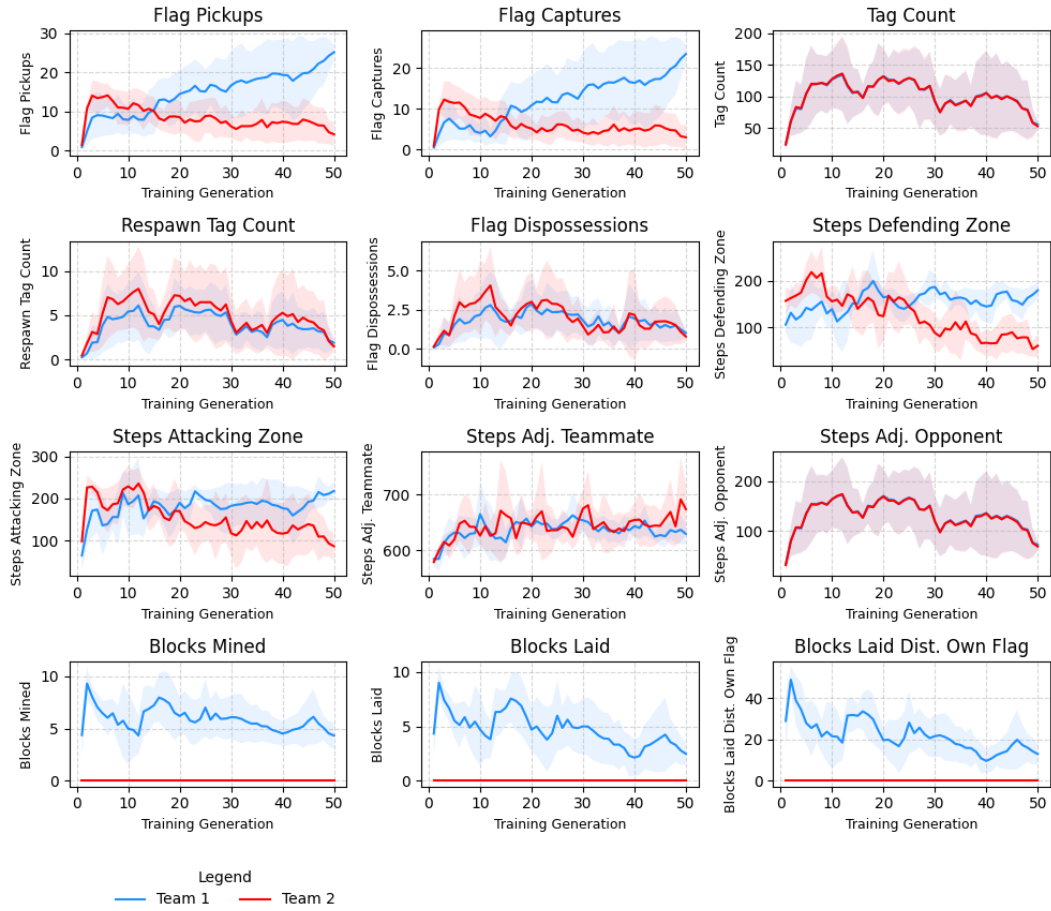 Flag Pickups
Flag Captures
Tag Count
Flag Pickups
30
20
10
0
0 10 20 30 40 50
Training Generation
Flag Captures
20
10
0
0 10 20 30 40 50
Training Generation
Tag Count
200
150
100
50
0 10 20 30 40 50
Training Generation
Respawn Tag Count
Flag Dispossessions
Steps Defending Zone
Respawn Tag Count
10
5
0
0 10 20 30 40 50
Training Generation
Flag Dispossessions
5.0
2.5
0.0
0 10 20 30 40 50
Training Generation
Steps Defending Zone
200
100
0 10 20 30 40 50
Training Generation
Steps Attacking Zone
Steps Adj. Teammate
Steps Adj. Opponent
Steps Attacking Zone
300
200
100
0 10 20 30 40 50
Training Generation
Steps Adj. Teammate
700
600
0 10 20 30 40 50
Training Generation
Steps Adj. Opponent
200
100
0 10 20 30 40 50
Training Generation
Blocks Mined
Blocks Laid
Blocks Laid Dist. Own Flag
Blocks Mined
10
5
0
0 10 20 30 40 50
Training Generation
Blocks Laid
10
5
0
0 10 20 30 40 50
Training Generation
Blocks Laid Dist. Own Flag
40
20
0
0 10 20 30 40 50
Training Generation
Legend
Team 1 Team 2